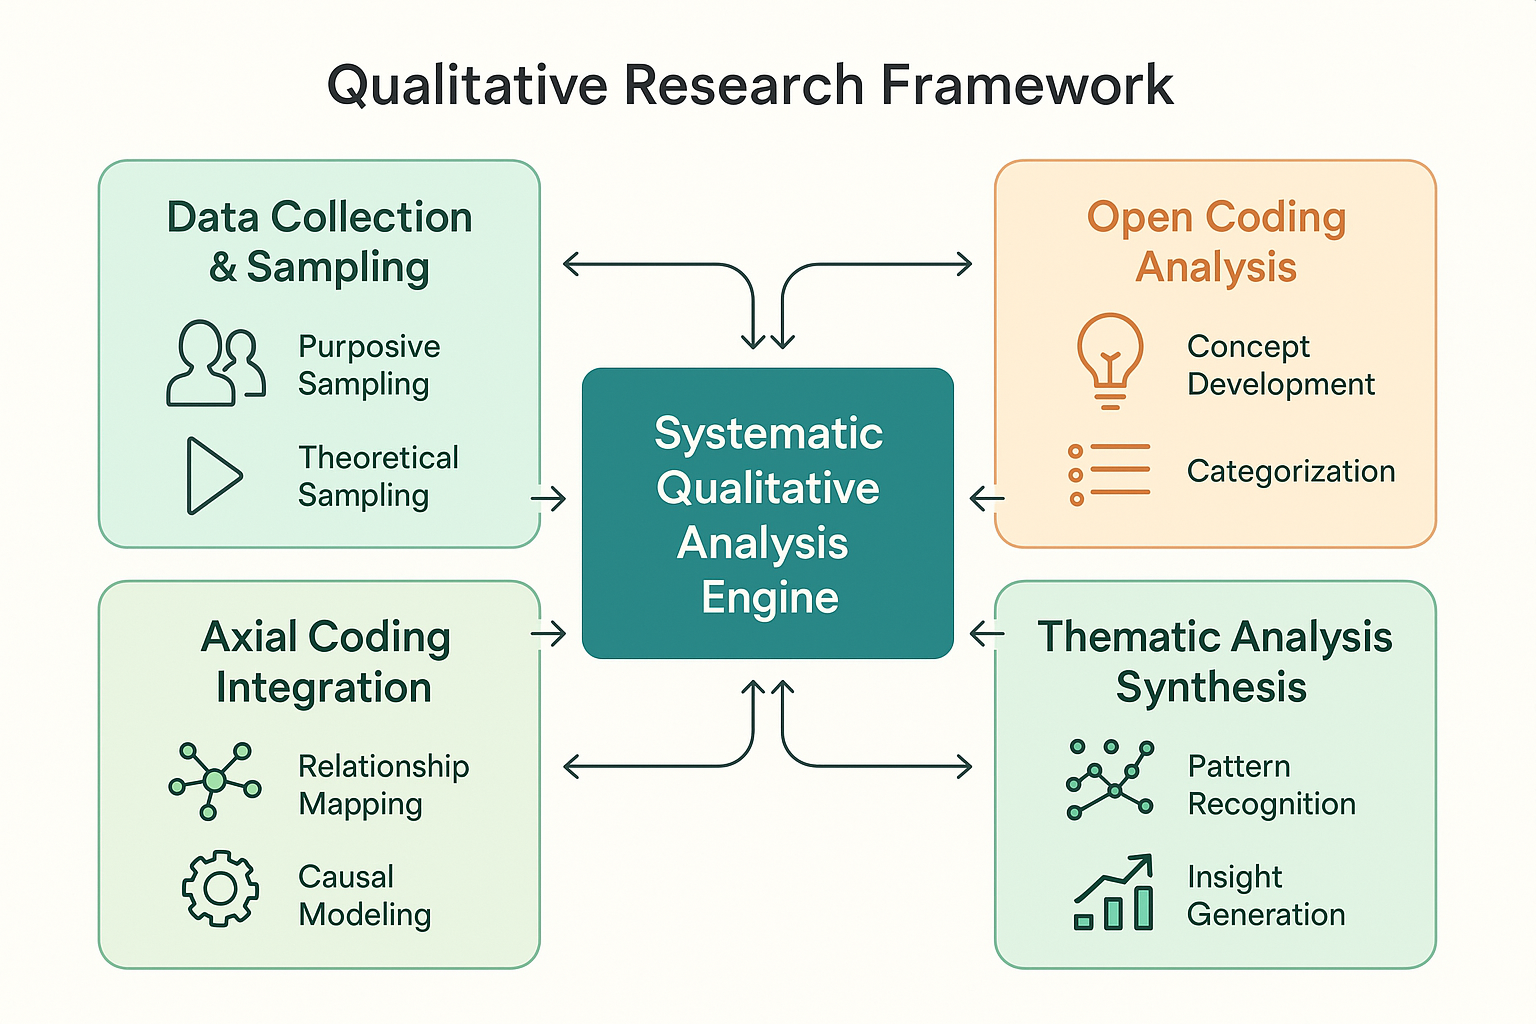 Qualitative Research Framework
Data Collection
& Sampling
Purposive
Sampling
Theoretical
Sampling
Open Coding
Analysis
Concept
Development
Categorization
Systematic
Qualitative
Analysis
Engine
Axial Coding
Integration
Relationship
Mapping
Causal
Modeling
Thematic Analysis
Synthesis
Pattern
Recognition
Insight
Generation